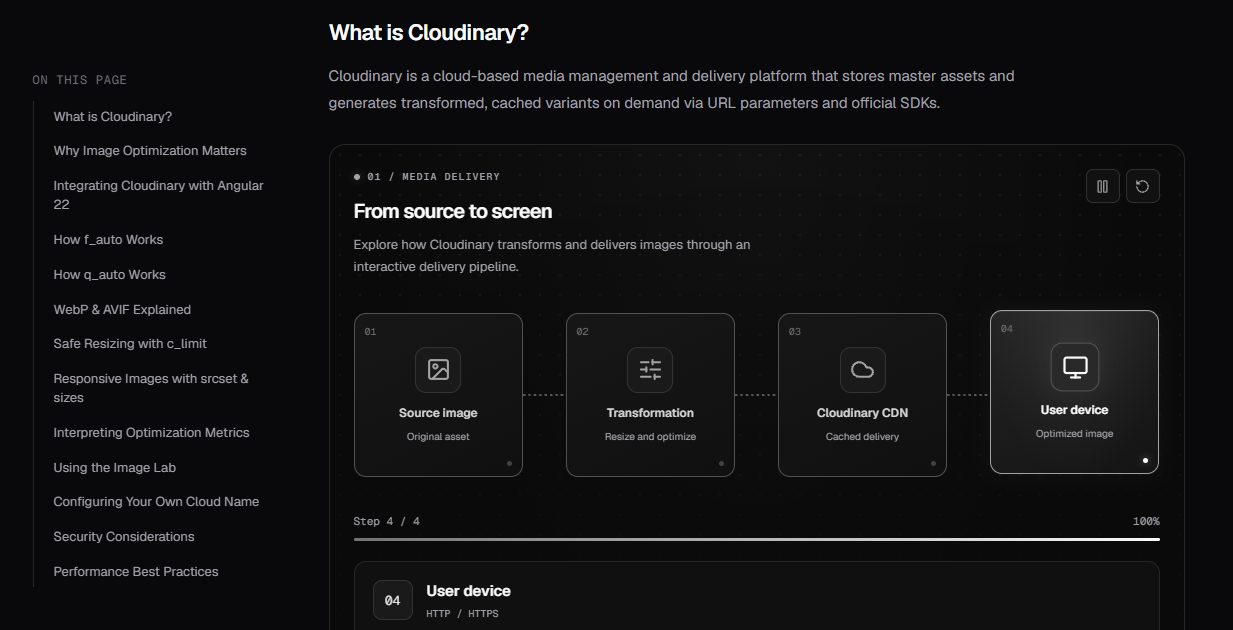 What is Cloudinary?
Cloudinary is a cloud-based media management and delivery platform that stores master assets and
generates transformed, cached variants on demand via URL parameters and official SDKs.
ON THIS PAGE
What is Cloudinary?
Why Image Optimization Matters
Integrating Cloudinary with Angular
22
How f_auto Works
How q_auto Works
WebP & AVIF Explained
Safe Resizing with c_limit
Responsive Images with srcset &
sizes
Interpreting Optimization Metrics
Using the Image Lab
Configuring Your Own Cloud Name
Security Considerations
Performance Best Practices
01 / MEDIA DELIVERY
From source to screen
Explore how Cloudinary transforms and delivers images through an
interactive delivery pipeline.
01
Source image
Original asset
02
Transformation
Resize and optimize
03
Cloudinary CDN
Cached delivery
04
User device
Optimized image
Step 4 / 4
100%
04
User device
HTTP / HTTPS